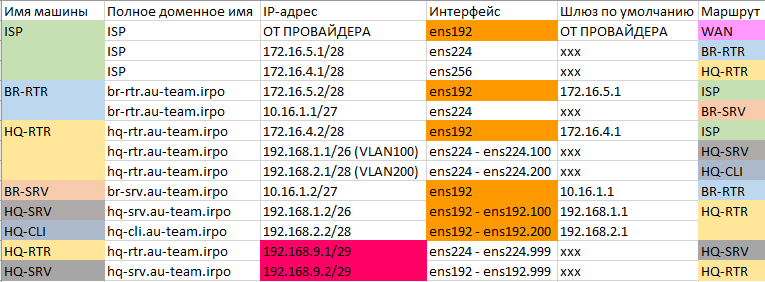 Имя машины Полное доменное имя IP-адрес Интерфейс Шлюз по умолчанию Маршрут
ISP ISP ОТ ПРОВАЙДЕРА ens192 ОТ ПРОВАЙДЕРА WAN
ISP 172.16.5.1/28 ens224 xxx BR-RTR
ISP 172.16.4.1/28 ens256 xxx HQ-RTR
BR-RTR br-rtr.au-team.irpo 172.16.5.2/28 ens192 172.16.5.1 ISP
br-rtr.au-team.irpo 10.16.1.1/27 ens224 xxx BR-SRV
HQ-RTR hq-rtr.au-team.irpo 172.16.4.2/28 ens192 172.16.4.1 ISP
hq-rtr.au-team.irpo 192.168.1.1/26 (VLAN100) ens224 - ens224.100 xxx HQ-SRV
hq-rtr.au-team.irpo 192.168.2.1/28 (VLAN200) ens224 - ens224.200 xxx HQ-CLI
BR-SRV br-srv.au-team.irpo 10.16.1.2/27 ens192 10.16.1.1 BR-RTR
HQ-SRV hq-srv.au-team.irpo 192.168.1.2/26 ens192 - ens192.100 192.168.1.1 HQ-RTR
HQ-CLI hq-cli.au-team.irpo 192.168.2.2/28 ens192 - ens192.200 192.168.2.1
HQ-RTR hq-rtr.au-team.irpo 192.168.9.1/29 ens224 - ens224.999 xxx HQ-SRV
HQ-SRV hq-srv.au-team.irpo 192.168.9.2/29 ens192 - ens192.999 xxx HQ-RTR